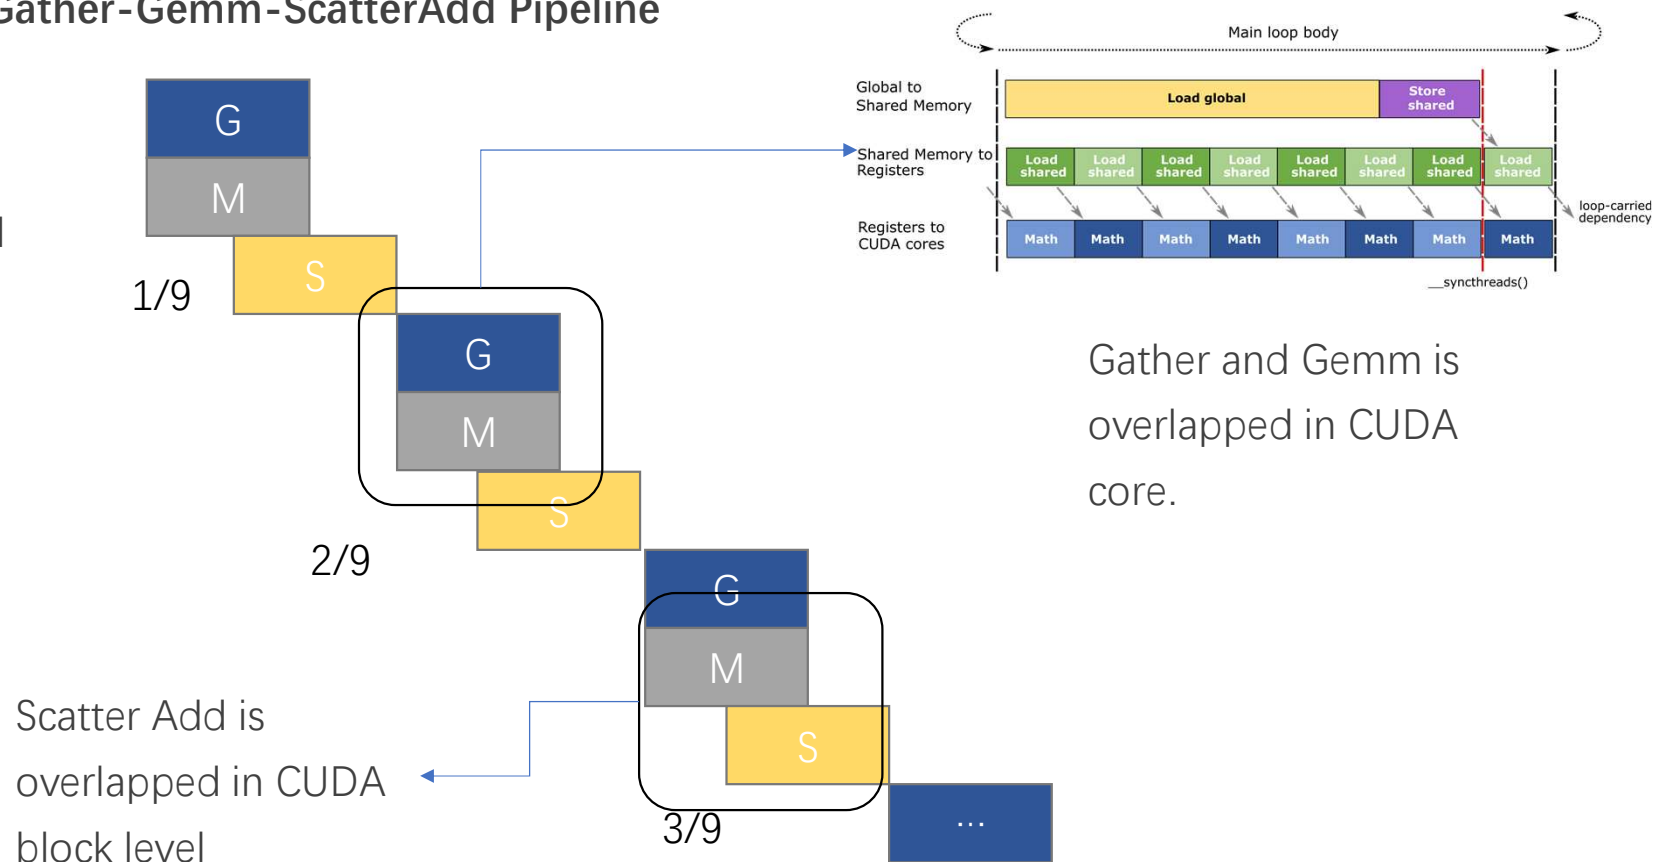 Gather-Gemm-ScatterAdd Pipeline
G
M
S
1/9
G
M
S
2/9
G
M
S
3/9
...
Main loop body
Global to
Shared Memory
Load global
Store
shared
Shared Memory to
Registers
Load
shared
Load
shared
Load
shared
Load
shared
Load
shared
Load
shared
Load
shared
Load
shared
loop-carried
dependency
Registers to
CUDA cores
Math
Math
Math
Math
Math
Math
Math
Math
__syncthreads()
Gather and Gemm is
overlapped in CUDA
core.
Scatter Add is
overlapped in CUDA
block level